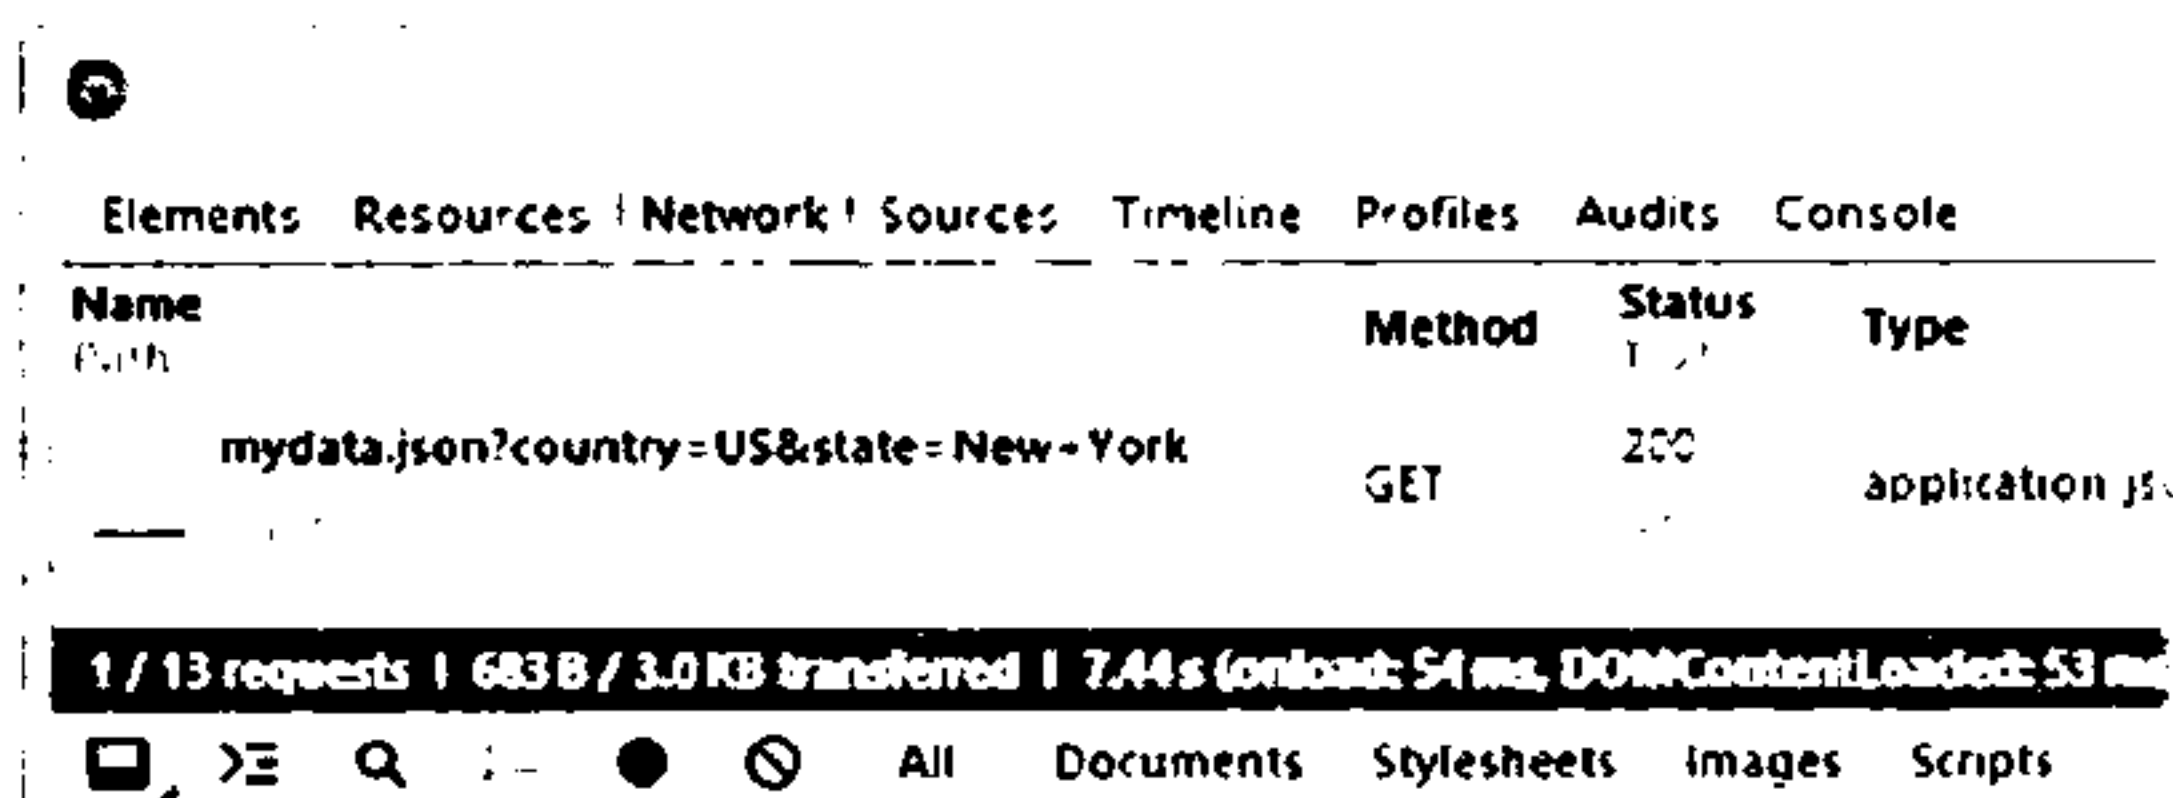 Elements Resources Network Sources Timeline Profiles Audits Console
Name Method Status Type
Path
mydata.json?country=US&state=New+York GET 200 application
1 / 13 requests | 683 B / 3.0 KB transferred | 7.44 s (onload: 54 ms, DOMContentLoaded: 53
All Documents Stylesheets Images Scripts